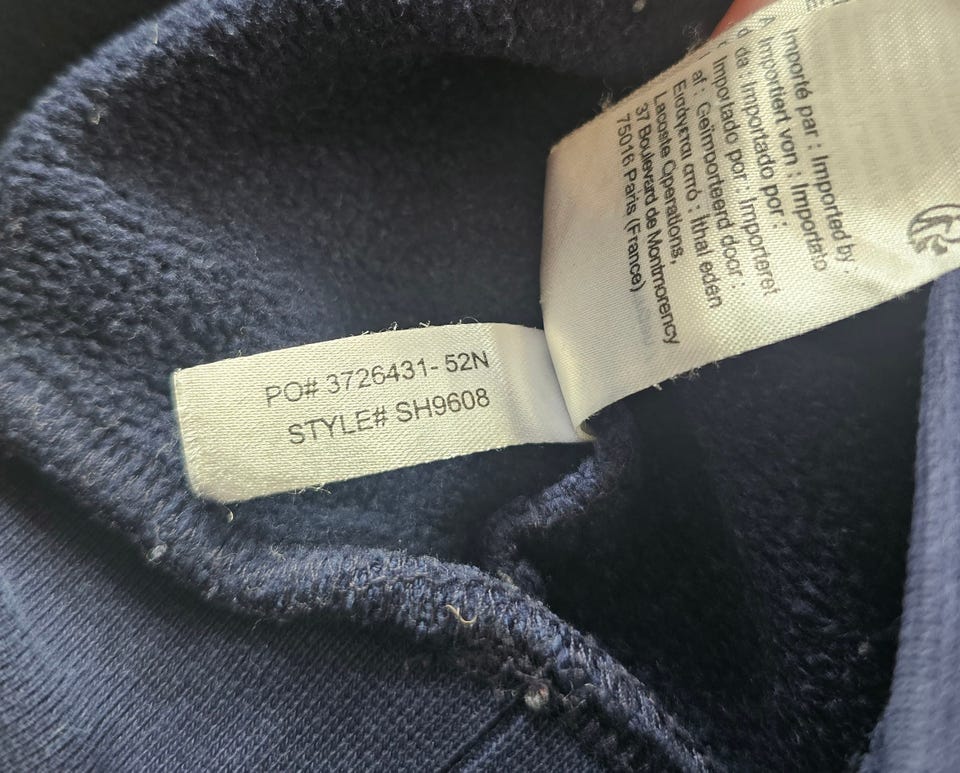 PO# 3726431- 52N
STYLE# SH9608
Importé par : Imported by :
Importiert von : Importato
da : Importado por :
Importado por : Importeret
af : Geïmporteerd door :
Εισάγεται από : Ithal eden
Lacoste Operations,
37 Boulevard de Montmorency
75016 Paris (France)